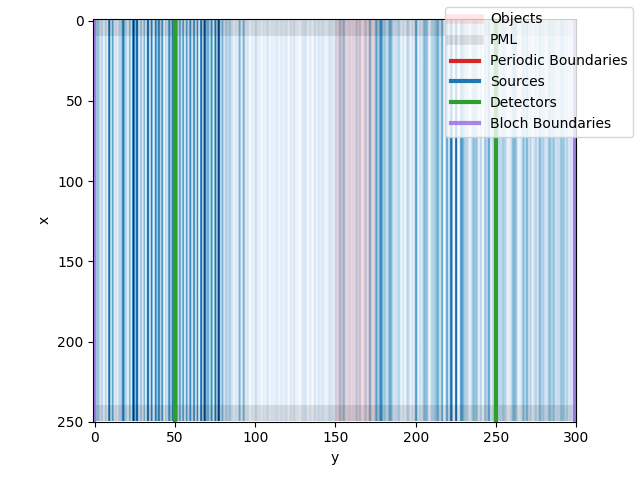 Objects
PML
Periodic Boundaries
Sources
Detectors
Bloch Boundaries
0
50
100
150
200
250
x
0
50
100
150
200
250
300
y